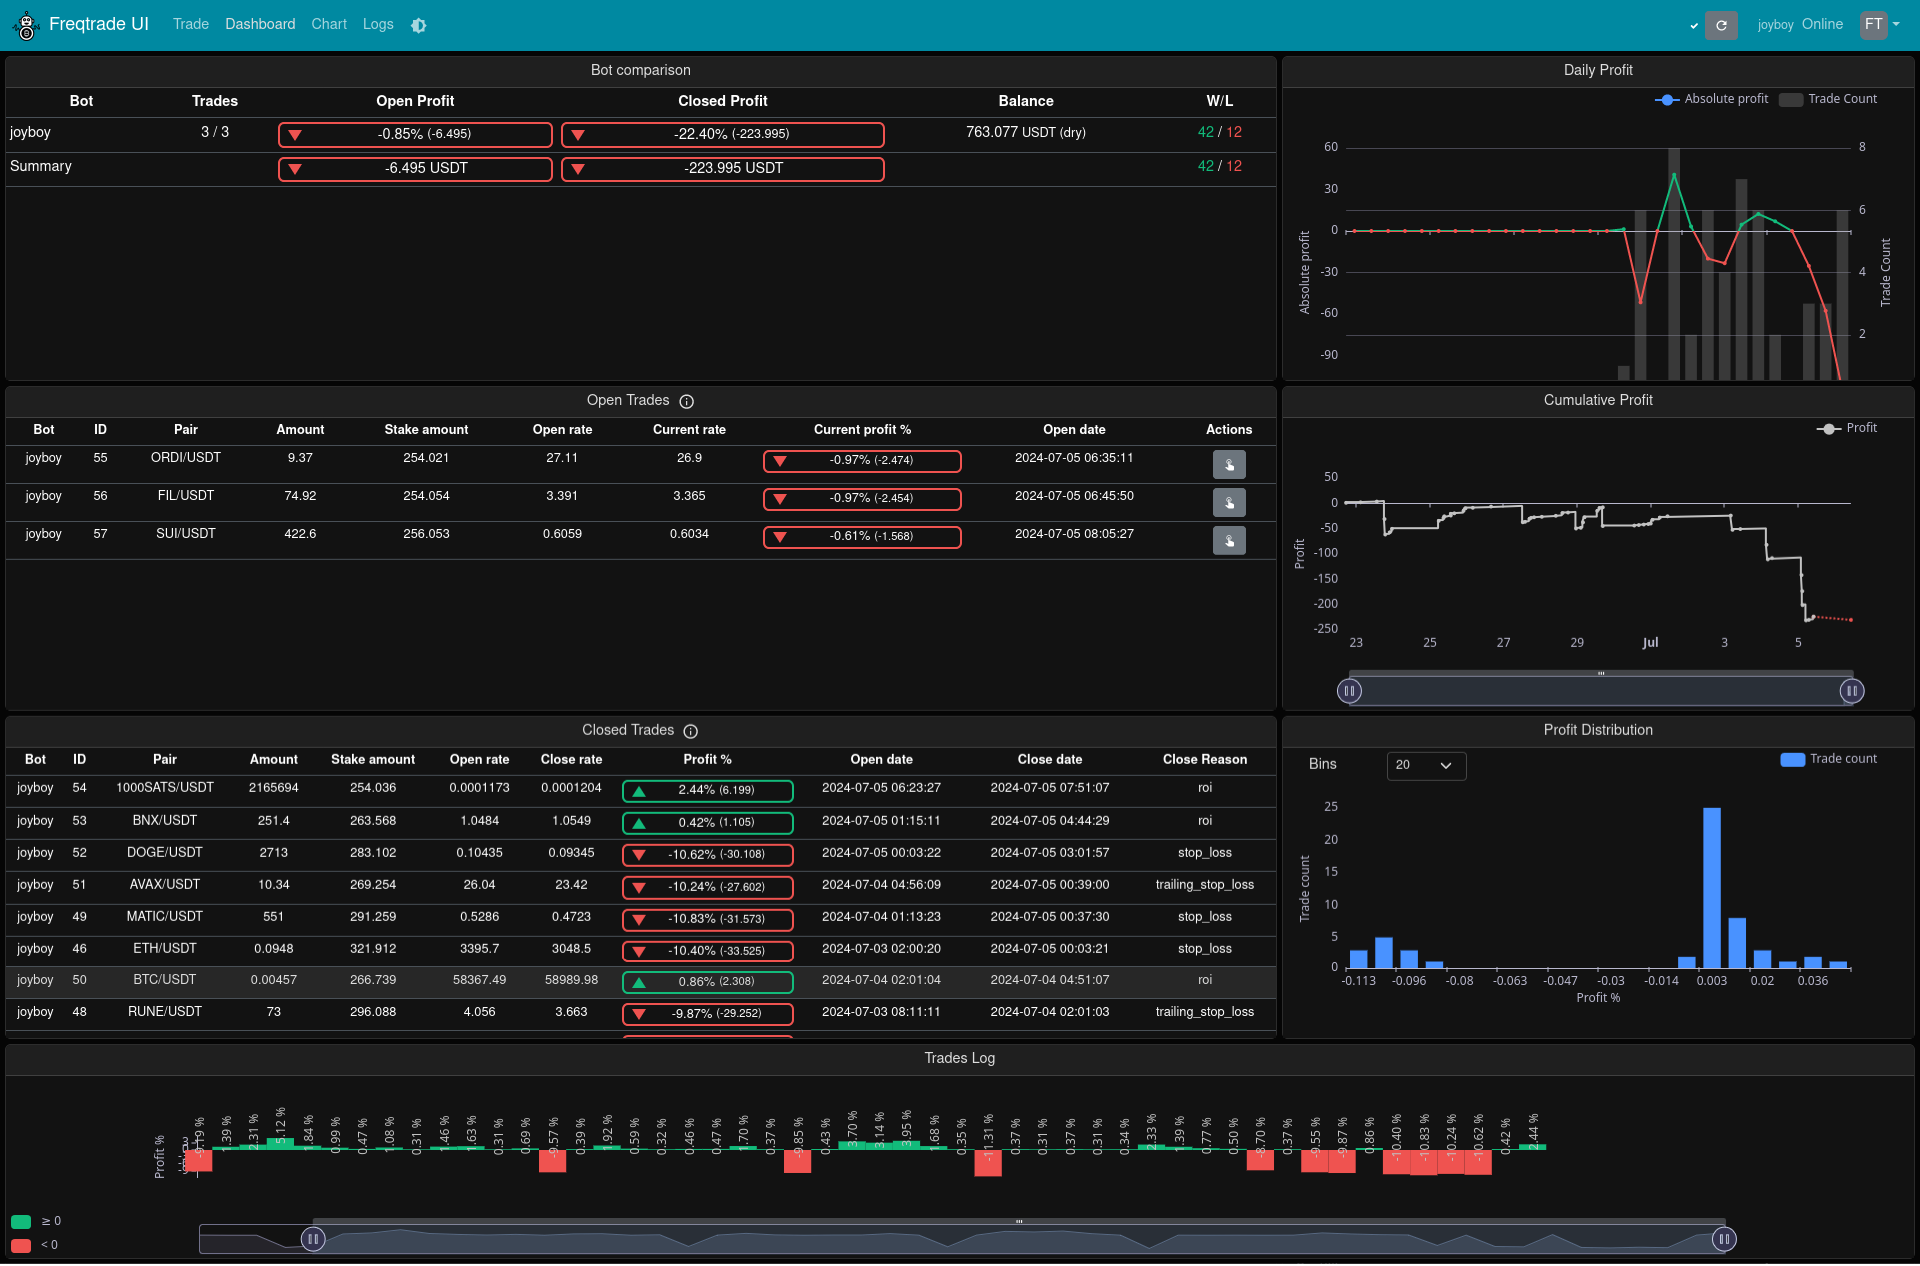 Freqtrade UI Trade Dashboard Chart Logs joyboy Online FT
Bot comparison
Bot Trades Open Profit Closed Profit Balance W/L
joyboy 3 / 3 -0.85% (-6.495) -22.40% (-223.995) 763.077 USDT (dry) 42 / 12
Summary -6.495 USDT -223.995 USDT 42 / 12
Daily Profit
Absolute profit Trade Count
60 8
30
6
0
-30 4
-60
2
-90
Absolute profit
Trade Count
Open Trades
Bot ID Pair Amount Stake amount Open rate Current rate Current profit % Open date Actions
joyboy 55 ORDI/USDT 9.37 254.021 27.11 26.9 -0.97% (-2.474) 2024-07-05 06:35:11
joyboy 56 FIL/USDT 74.92 254.054 3.391 3.365 -0.97% (-2.454) 2024-07-05 06:45:50
joyboy 57 SUI/USDT 422.6 256.053 0.6059 0.6034 -0.61% (-1.568) 2024-07-05 08:05:27
Cumulative Profit
Profit
50
0
-50
-100
-150
-200
-250
Profit
23 25 27 29 Jul 3 5
Closed Trades
Bot ID Pair Amount Stake amount Open rate Close rate Profit % Open date Close date Close Reason
joyboy 54 1000SATS/USDT 2165694 254.036 0.0001173 0.0001204 2.44% (6.199) 2024-07-05 06:23:27 2024-07-05 07:51:07 roi
joyboy 53 BNX/USDT 251.4 263.568 1.0484 1.0549 0.42% (1.105) 2024-07-05 01:15:11 2024-07-05 04:44:29 roi
joyboy 52 DOGE/USDT 2713 283.102 0.10435 0.09345 -10.62% (-30.108) 2024-07-05 00:03:22 2024-07-05 03:01:57 stop_loss
joyboy 51 AVAX/USDT 10.34 269.254 26.04 23.42 -10.24% (-27.602) 2024-07-04 04:56:09 2024-07-05 00:39:00 trailing_stop_loss
joyboy 49 MATIC/USDT 551 291.259 0.5286 0.4723 -10.83% (-31.573) 2024-07-04 01:13:23 2024-07-05 00:37:30 stop_loss
joyboy 46 ETH/USDT 0.0948 321.912 3395.7 3048.5 -10.40% (-33.525) 2024-07-03 02:00:20 2024-07-05 00:03:21 stop_loss
joyboy 50 BTC/USDT 0.00457 266.739 58367.49 58989.98 0.86% (2.308) 2024-07-04 02:01:04 2024-07-04 04:51:07 roi
joyboy 48 RUNE/USDT 73 296.088 4.056 3.663 -9.87% (-29.252) 2024-07-03 08:11:11 2024-07-04 02:01:03 trailing_stop_loss
Profit Distribution
Bins 20 Trade count
25
20
15
10
5
0
Trade count
-0.113 -0.096 -0.08 -0.063 -0.047 -0.03 -0.014 0.003 0.02 0.036
Profit %
Trades Log
Profit %
-9.19 % 1.39 % 2.31 % 5.12 % 1.84 % 0.99 % 0.47 % 1.08 % 0.31 % 1.46 % 1.63 % 0.31 % 0.69 % -9.57 % 0.39 % 1.92 % 0.59 % 0.32 % 0.46 % 0.47 % 1.70 % 0.37 % -9.85 % 0.43 % 3.70 % 3.14 % 3.95 % 1.68 % 0.35 % -11.31 % 0.37 % 0.31 % 0.37 % 0.31 % 0.34 % 2.33 % 1.39 % 0.77 % 0.50 % -8.70 % 0.37 % -9.55 % -9.87 % 0.86 % -10.40 % -10.83 % -10.24 % -10.62 % 0.42 % 2.44 %
≥ 0
< 0